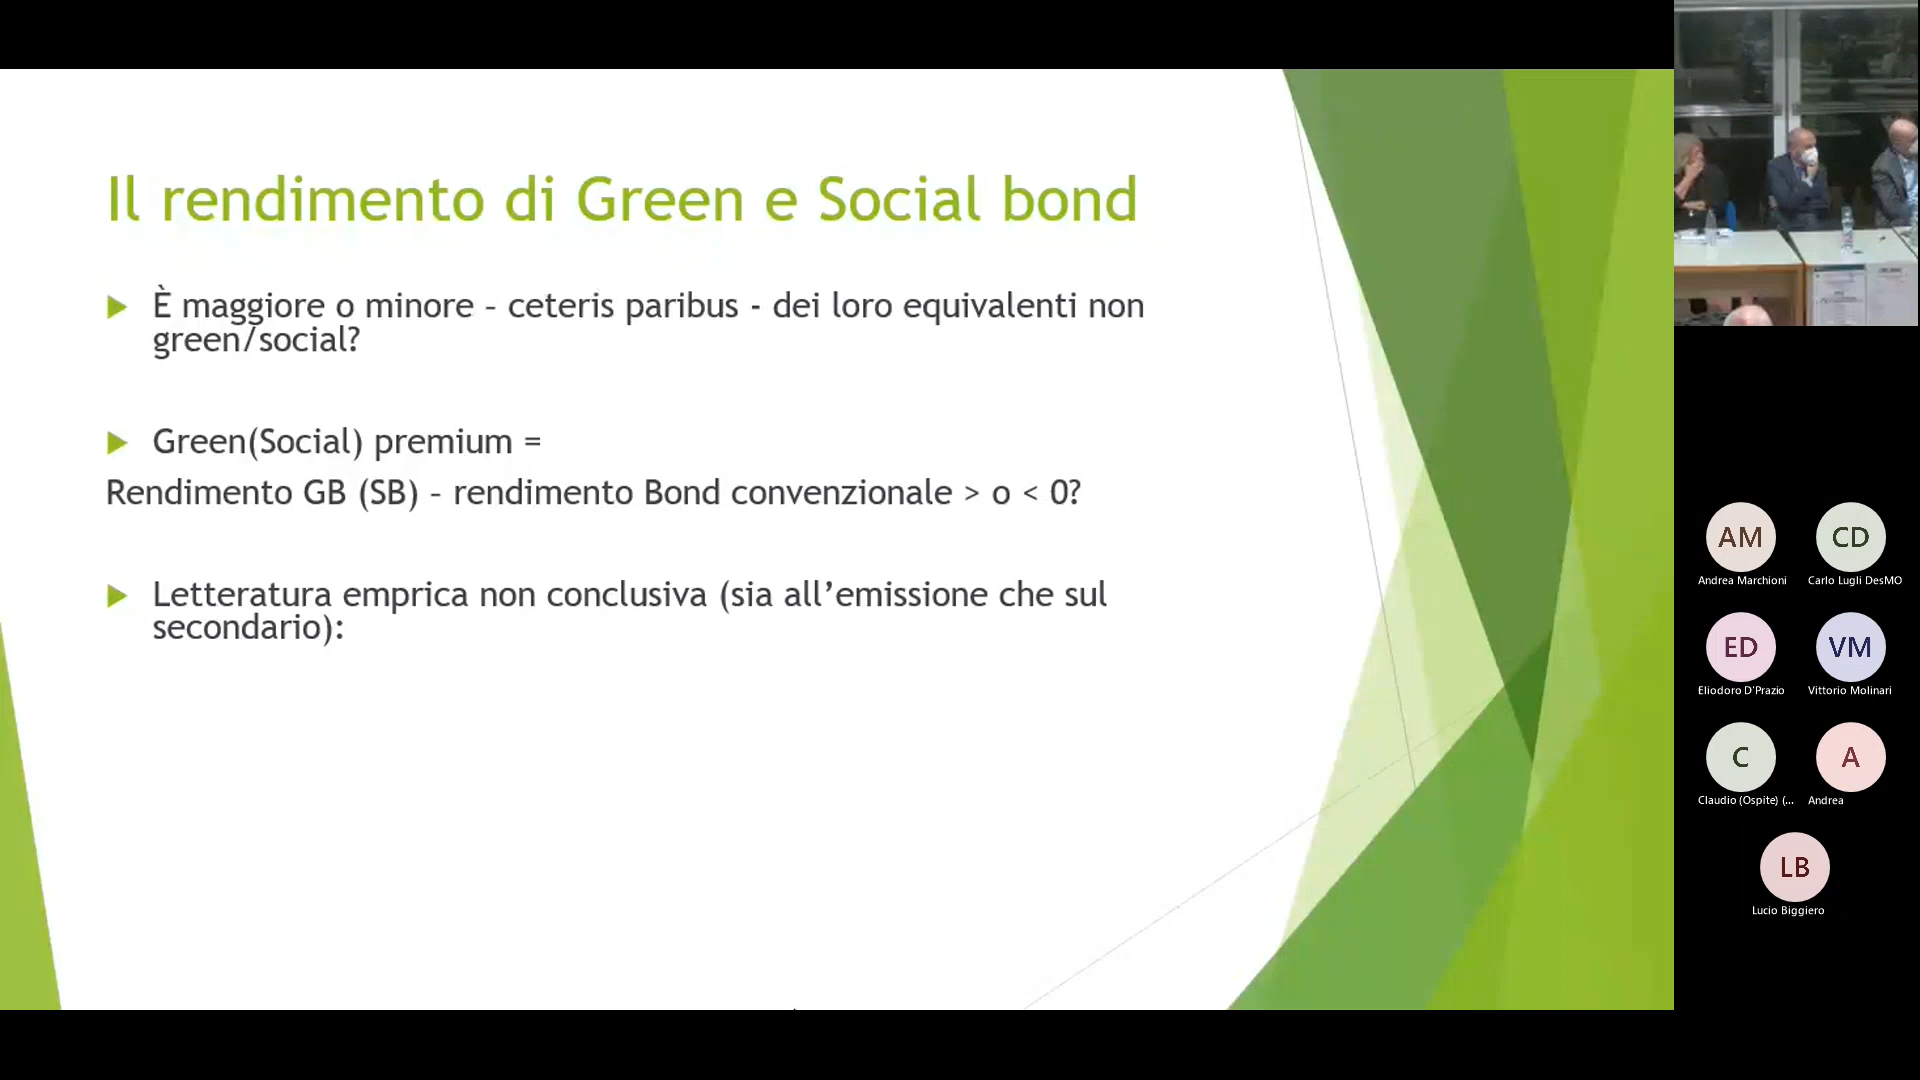 Il rendimento di Green e Social bond
È maggiore o minore – ceteris paribus - dei loro equivalenti non
green/social?
Green(Social) premium =
Rendimento GB (SB) – rendimento Bond convenzionale > o < 0?
Letteratura emprica non conclusiva (sia all’emissione che sul
secondario):
AM
Andrea Marchioni
CD
Carlo Lugli DesMO
ED
Eliodoro D'Prazio
VM
Vittorio Molinari
C
Claudio (Ospite) (...
A
Andrea
LB
Lucio Biggiero